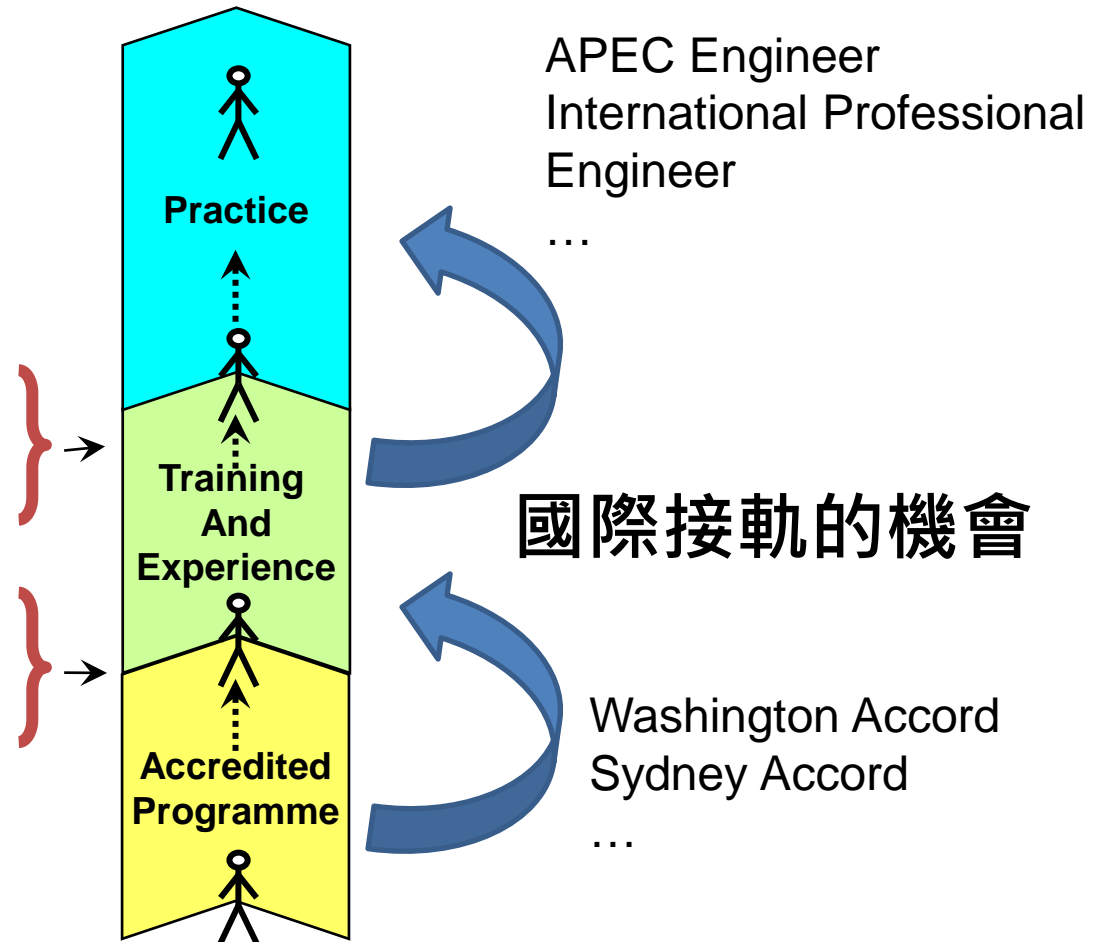 APEC Engineer
International Professional
Engineer
…
Practice
Training
And
Experience
國際接軌的機會
Washington Accord
Sydney Accord
…
Accredited
Programme